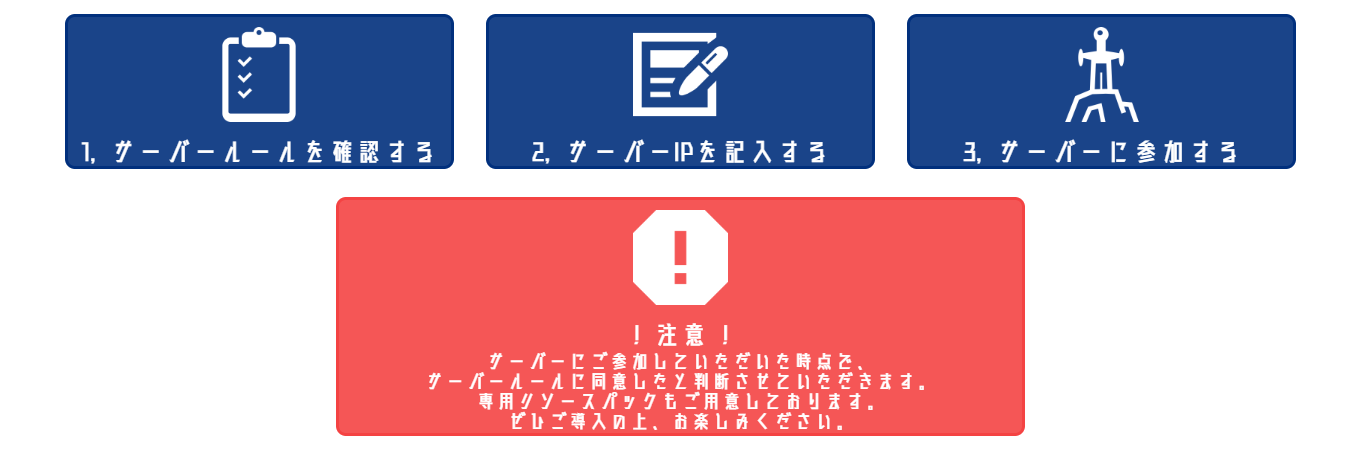 1, サーバールールを確認する
2, サーバーIPを記入する
3, サーバーに参加する
！注意！
サーバーにご参加していただいた時点で、
サーバールールに同意したと判断させていただきます。
専用リソースパックもご用意しております。
ぜひご導入の上、お楽しみください。